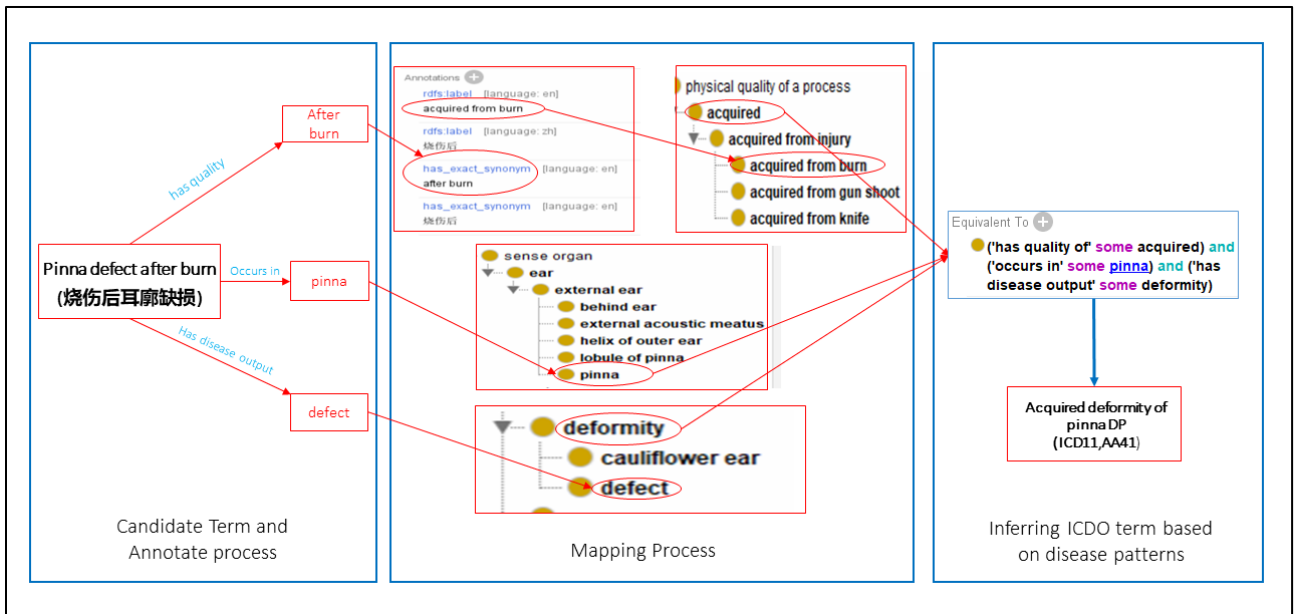 After
burn
has quality
Pinna defect after burn
(烧伤后耳廓缺损)
Occurs in
pinna
Has disease output
defect
Candidate Term and
Annotate process
Annotations
rdfs:label [language: en]
acquired from burn
rdfs:label [language: zh]
烧伤后
has_exact_synonym [language: en]
after burn
has_exact_synonym [language: en]
烧伤后
physical quality of a process
acquired
acquired from injury
acquired from burn
acquired from gun shoot
acquired from knife
sense organ
ear
external ear
behind ear
external acoustic meatus
helix of outer ear
lobule of pinna
pinna
deformity
cauliflower ear
defect
Mapping Process
Equivalent To
('has quality of' some acquired) and
('occurs in' some pinna) and ('has
disease output' some deformity)
Acquired deformity of
pinna DP
(ICD11,AA41)
Inferring ICDO term based
on disease patterns